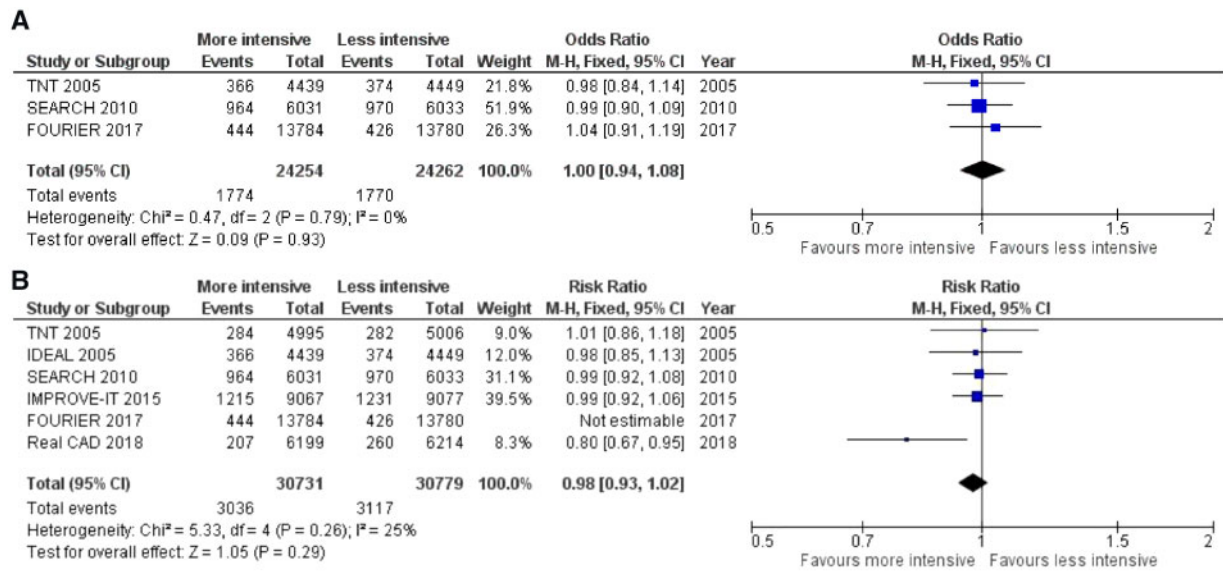 A
More intensive Less intensive Odds Ratio Odds Ratio
Study or Subgroup Events Total Events Total Weight M-H, Fixed, 95% CI Year M-H, Fixed, 95% CI
TNT 2005 366 4439 374 4449 21.8% 0.98 [0.84, 1.14] 2005
SEARCH 2010 964 6031 970 6033 51.9% 0.99 [0.90, 1.09] 2010
FOURIER 2017 444 13784 426 13780 26.3% 1.04 [0.91, 1.19] 2017
Total (95% CI) 24254 24262 100.0% 1.00 [0.94, 1.08]
Total events 1774 1770
Heterogeneity: Chi² = 0.47, df = 2 (P = 0.79); I² = 0%
Test for overall effect: Z = 0.09 (P = 0.93)
0.5 0.7 1 1.5 2
Favours more intensive Favours less intensive
B
More intensive Less intensive Risk Ratio Risk Ratio
Study or Subgroup Events Total Events Total Weight M-H, Fixed, 95% CI Year M-H, Fixed, 95% CI
TNT 2005 284 4995 282 5006 9.0% 1.01 [0.86, 1.18] 2005
IDEAL 2005 366 4439 374 4449 12.0% 0.98 [0.85, 1.13] 2005
SEARCH 2010 964 6031 970 6033 31.1% 0.99 [0.92, 1.08] 2010
IMPROVE-IT 2015 1215 9067 1231 9077 39.5% 0.99 [0.92, 1.06] 2015
FOURIER 2017 444 13784 426 13780 Not estimable 2017
Real CAD 2018 207 6199 260 6214 8.3% 0.80 [0.67, 0.95] 2018
Total (95% CI) 30731 30779 100.0% 0.98 [0.93, 1.02]
Total events 3036 3117
Heterogeneity: Chi² = 5.33, df = 4 (P = 0.26); I² = 25%
Test for overall effect: Z = 1.05 (P = 0.29)
0.5 0.7 1 1.5 2
Favours more intensive Favours less intensive